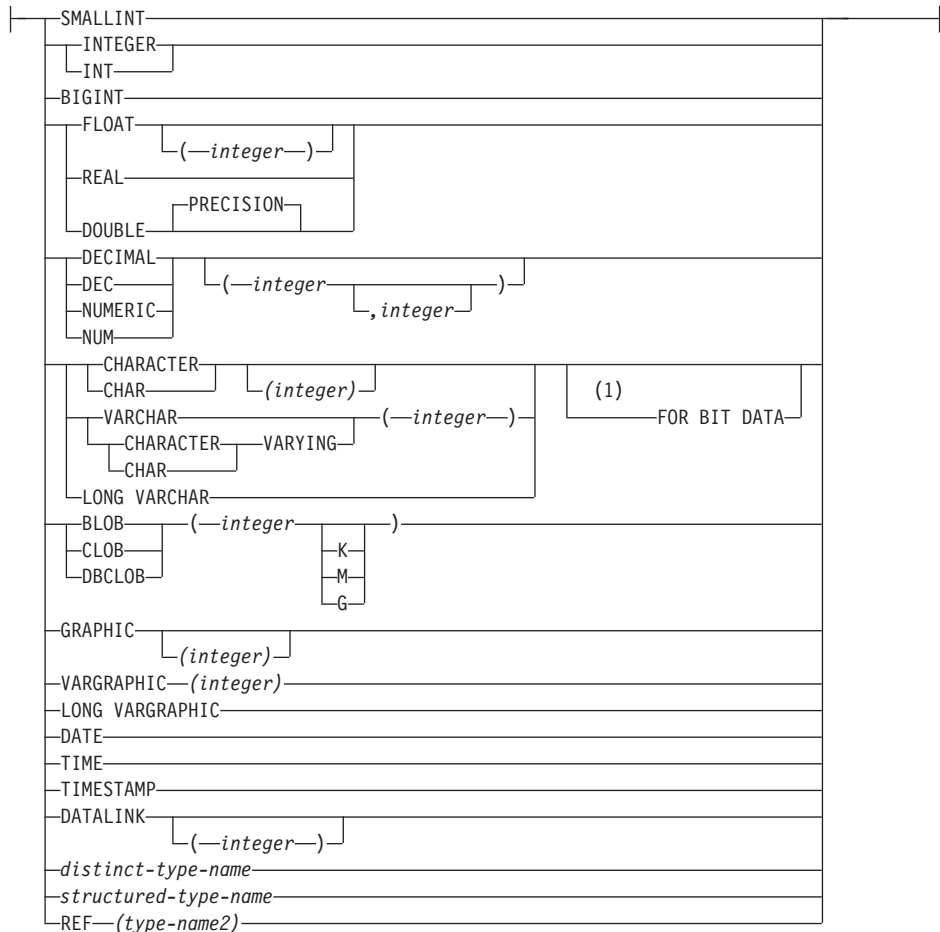 SMALLINT
INTEGER
INT
BIGINT
FLOAT
( integer )
REAL
PRECISION
DOUBLE
DECIMAL
DEC ( integer )
NUMERIC ,integer
NUM
CHARACTER
CHAR (integer) (1)
VARCHAR ( integer ) FOR BIT DATA
CHARACTER VARYING
CHAR
LONG VARCHAR
BLOB ( integer )
CLOB K
DBCLOB M
G
GRAPHIC
(integer)
VARGRAPHIC (integer)
LONG VARGRAPHIC
DATE
TIME
TIMESTAMP
DATALINK
( integer )
distinct-type-name
structured-type-name
REF (type-name2)